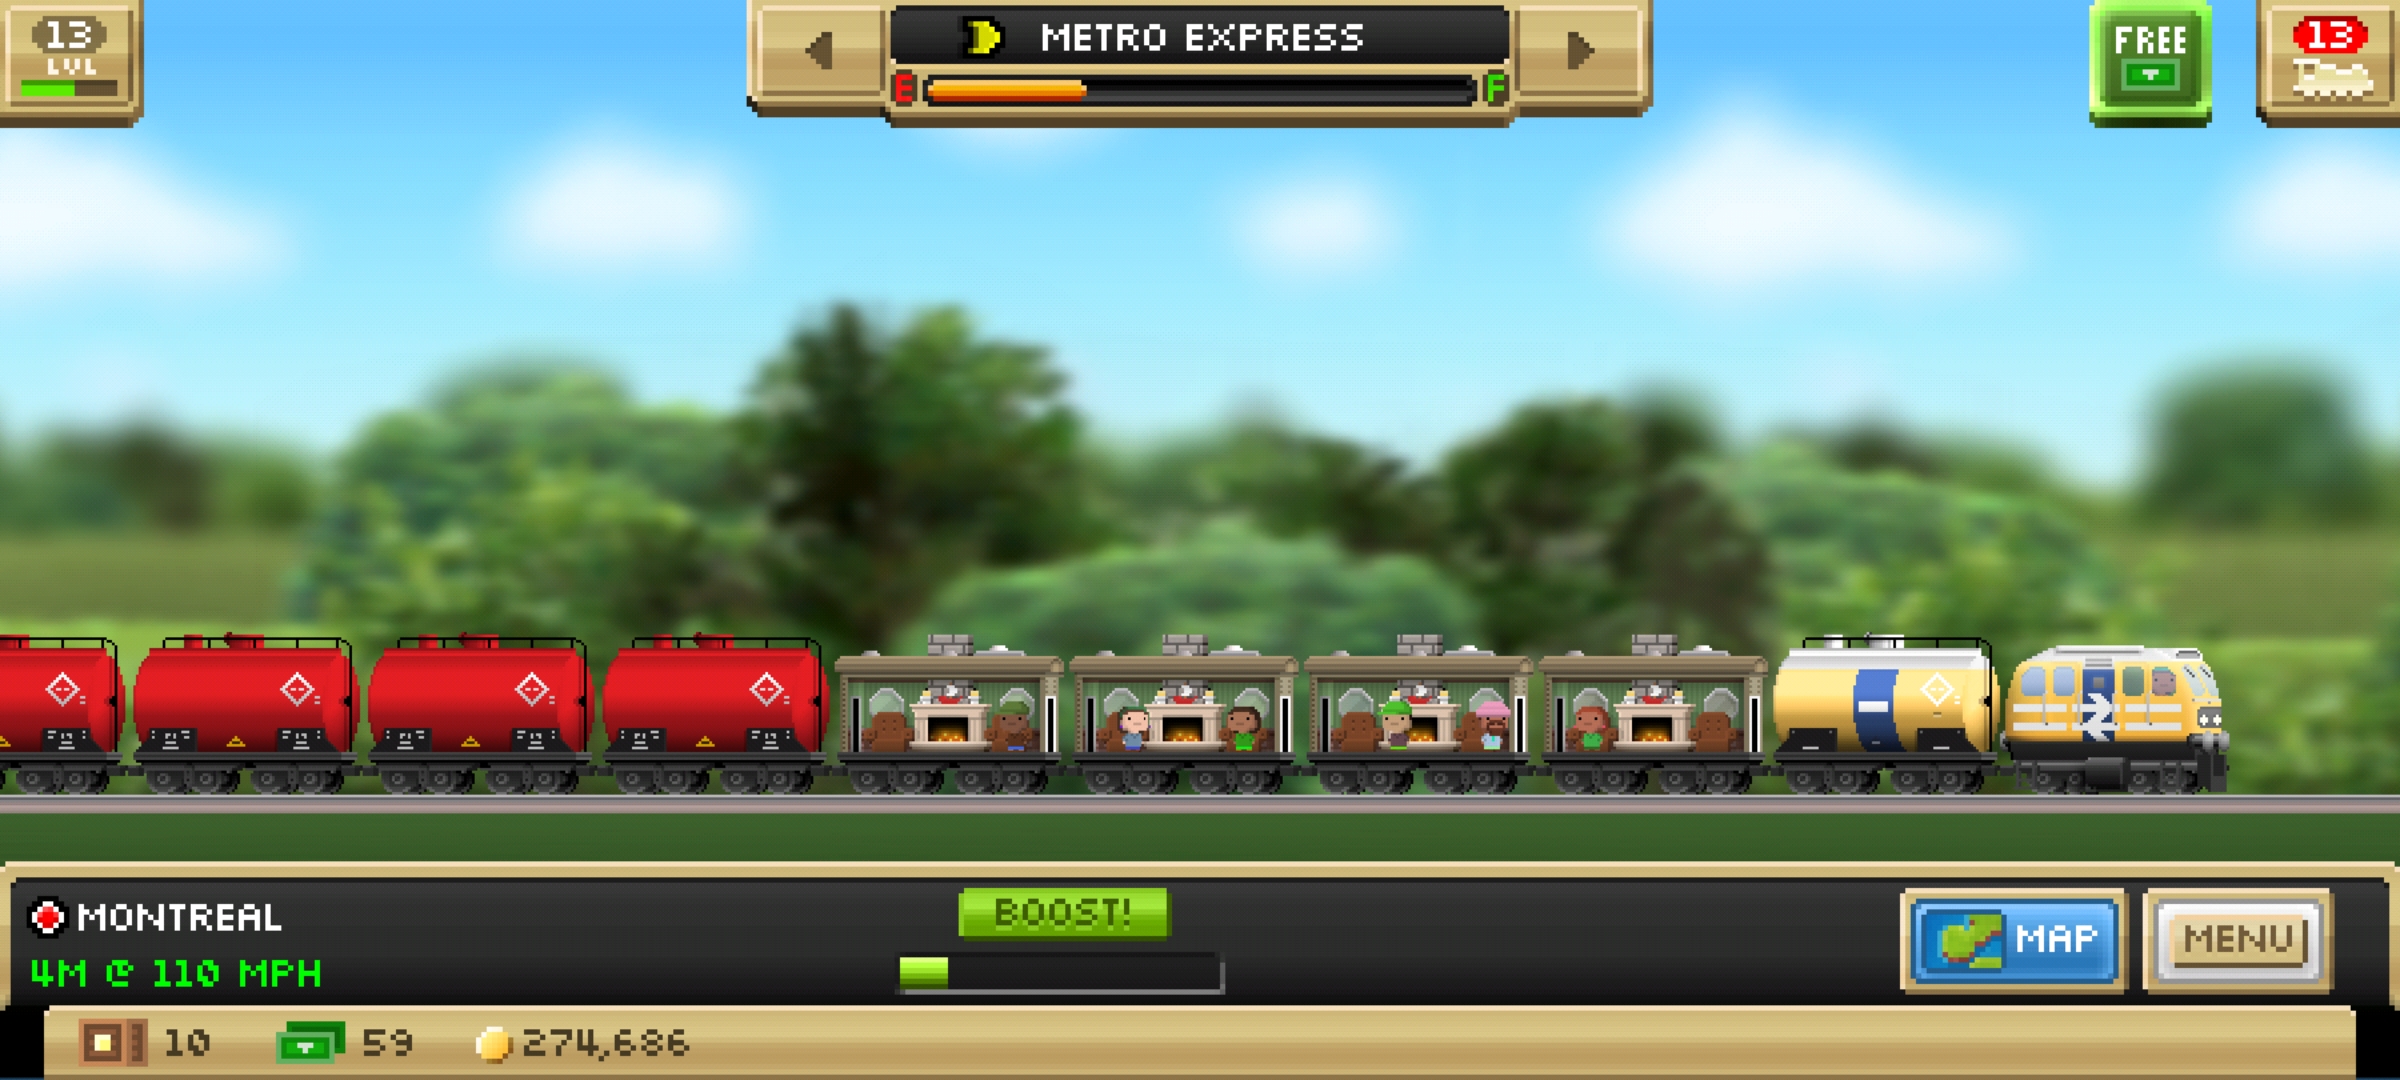 13
LVL
METRO EXPRESS
E F
FREE
13
MONTREAL
4M @ 110 MPH
BOOST!
MAP
MENU
10
59
274,686